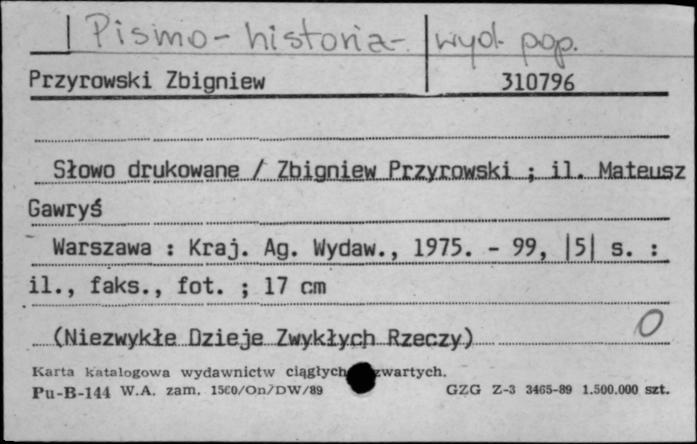 Pismo - historia - wyd. pop.
Przyrowski Zbigniew 310796
Słowo drukowane / Zbigniew Przyrowski ; il. Mateusz
Gawryś
Warszawa : Kraj. Ag. Wydaw., 1975. - 99, |5| s. :
il., faks., fot. ; 17 cm
(Niezwykłe Dzieje Zwykłych Rzeczy) O
Karta katalogowa wydawnictw ciągłych zwartych.
Pu-B-144 W.A. zam. 1560/On/DW/89 GZG Z-3 3465-89 1.500.000 szt.